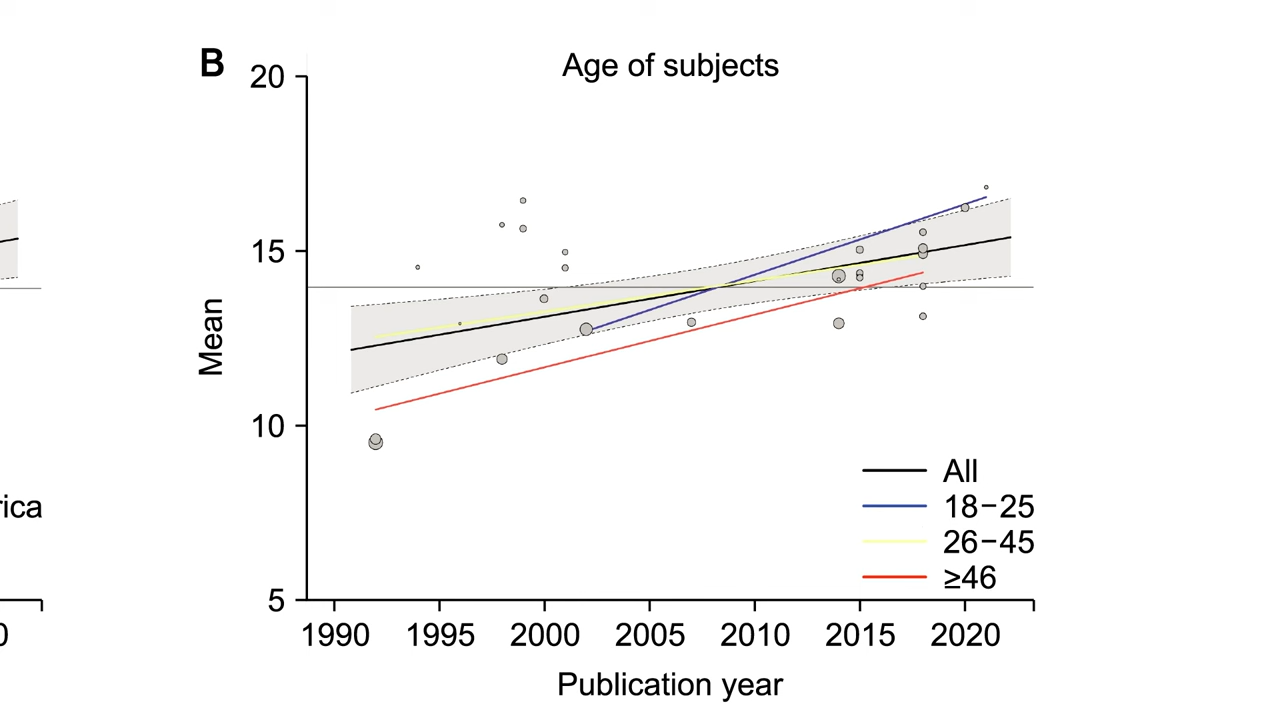 B
Age of subjects
20
15
10
5
Mean
All
18–25
26–45
≥46
1990 1995 2000 2005 2010 2015 2020
Publication year
rica
0